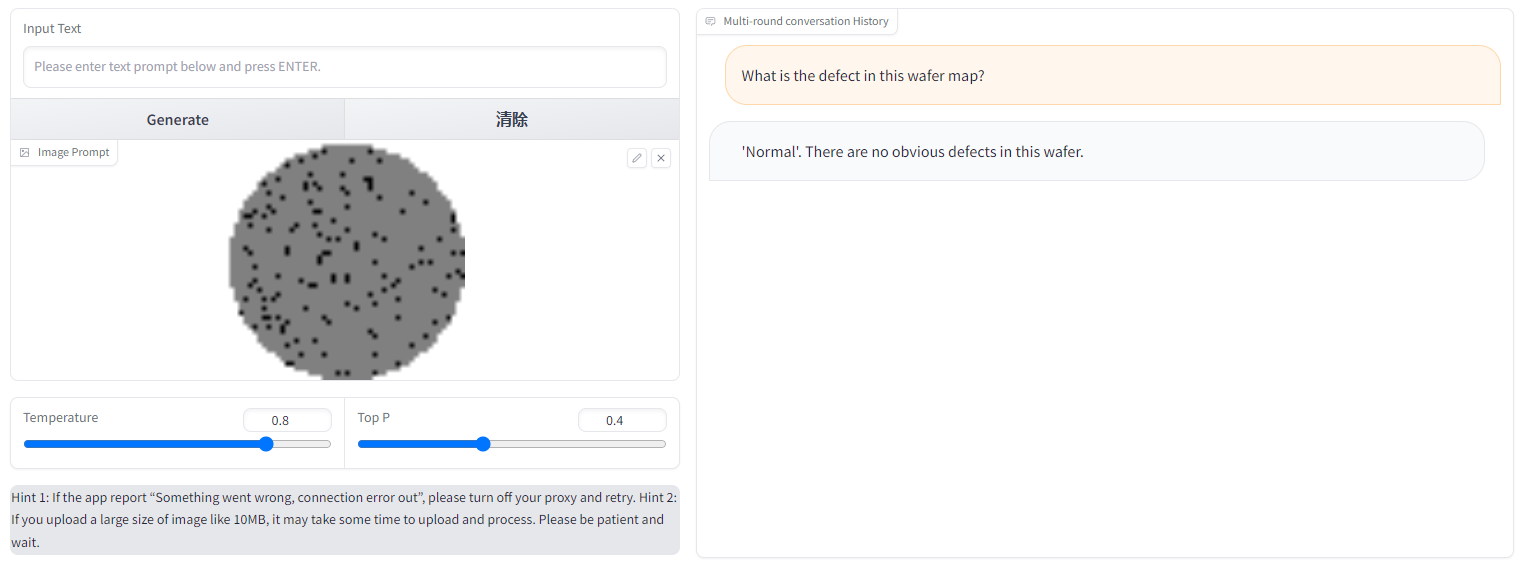 Input Text
Please enter text prompt below and press ENTER.
Generate
清除
Image Prompt
Temperature
0.8
Top P
0.4
Hint 1: If the app report “Something went wrong, connection error out”, please turn off your proxy and retry. Hint 2:
If you upload a large size of image like 10MB, it may take some time to upload and process. Please be patient and
wait.
Multi-round conversation History
What is the defect in this wafer map?
'Normal'. There are no obvious defects in this wafer.